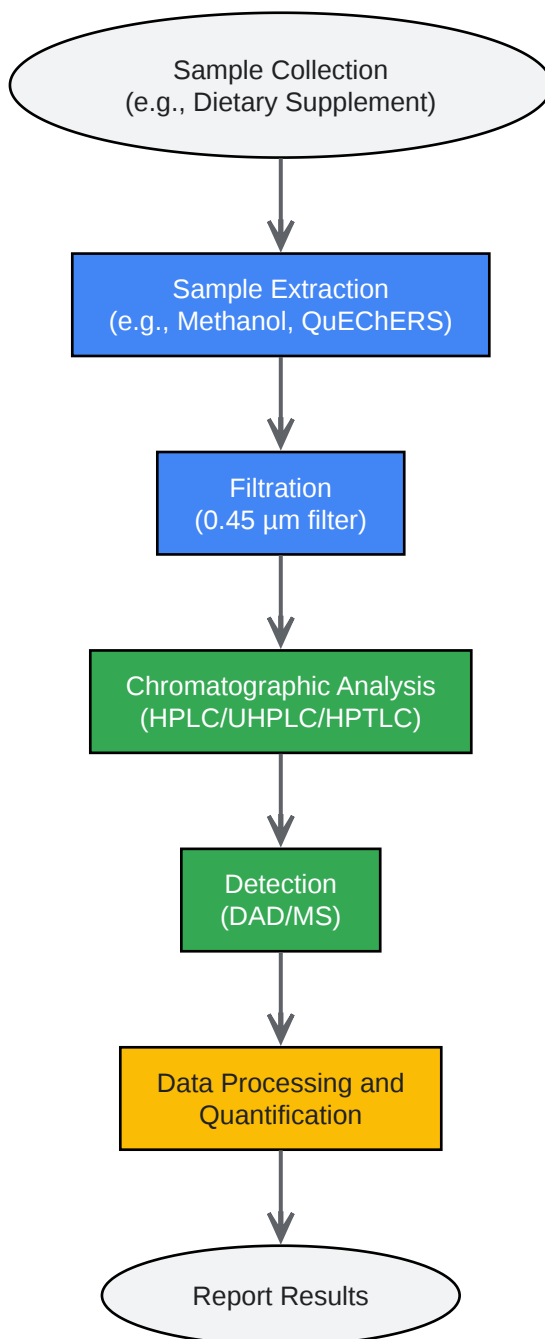 Sample Collection
(e.g., Dietary Supplement)
Sample Extraction
(e.g., Methanol, QuEChERS)
Filtration
(0.45 µm filter)
Chromatographic Analysis
(HPLC/UHPLC/HPTLC)
Detection
(DAD/MS)
Data Processing and
Quantification
Report Results